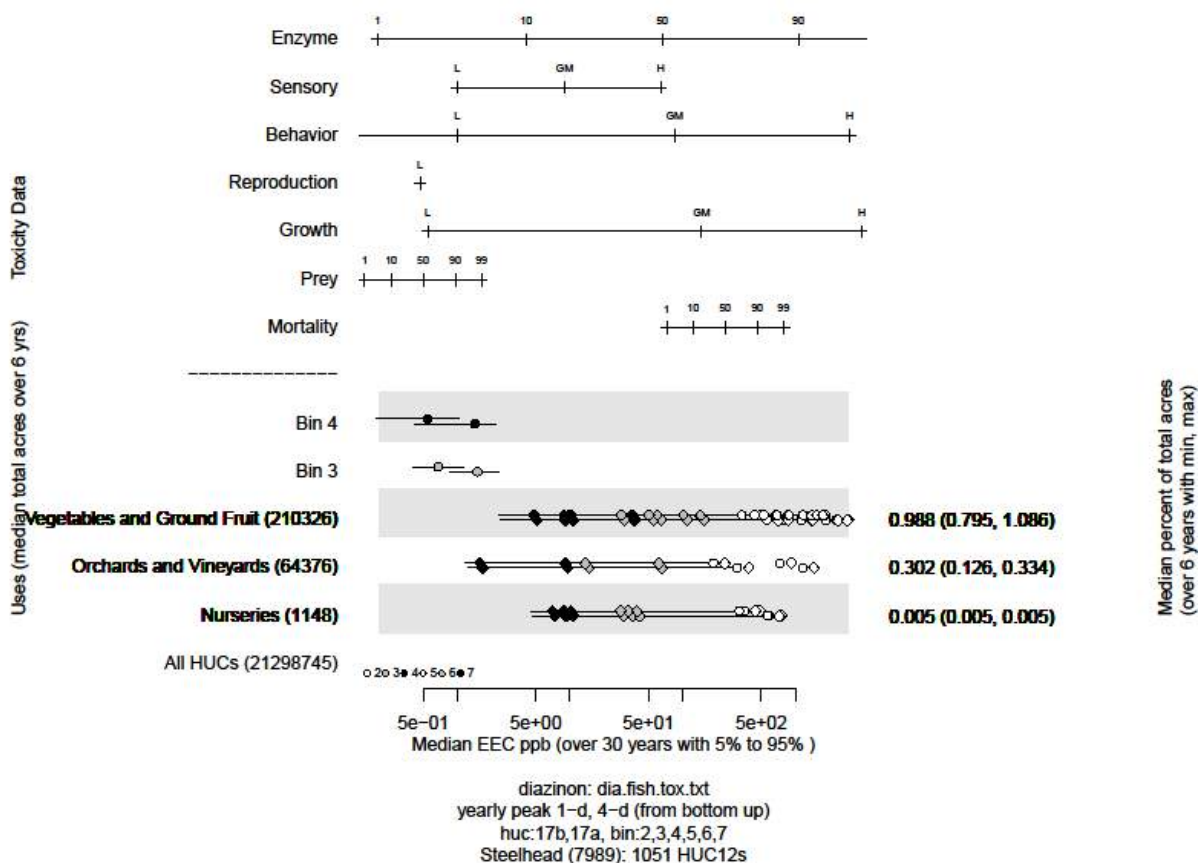 1 10 50 90
Enzyme
L GM H
Sensory
L GM H
Behavior
L
Reproduction
L GM H
Growth
1 10 50 90 99
Prey
1 10 50 90 99
Mortality
Toxicity Data
---------------
Bin 4
Bin 3
Vegetables and Ground Fruit (210326) 0.988 (0.795, 1.086)
Orchards and Vineyards (64376) 0.302 (0.126, 0.334)
Nurseries (1148) 0.005 (0.005, 0.005)
All HUCs (21298745)
Uses (median total acres over 6 yrs)
Median percent of total acres
(over 6 years with min, max)
2 3 4 5 6 7
5e−01 5e+00 5e+01 5e+02
Median EEC ppb (over 30 years with 5% to 95% )
diazinon: dia.fish.tox.txt
yearly peak 1−d, 4−d (from bottom up)
huc:17b,17a, bin:2,3,4,5,6,7
Steelhead (7989): 1051 HUC12s